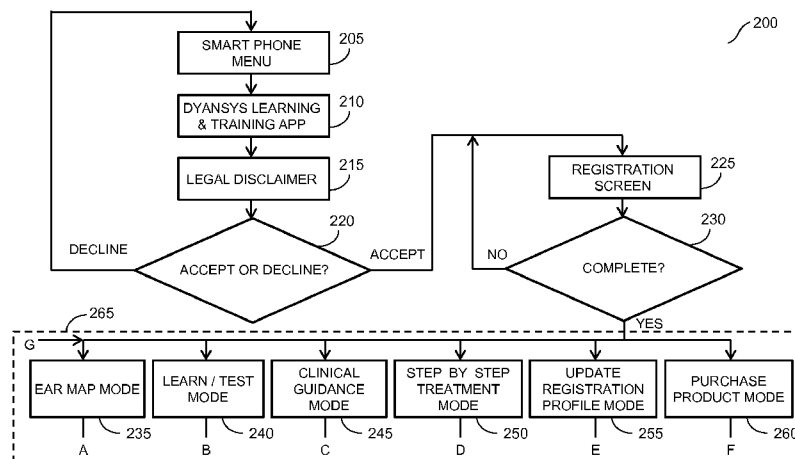 200
SMART PHONE
MENU
205
DYANSYS LEARNING
& TRAINING APP
210
LEGAL DISCLAIMER
215
REGISTRATION
SCREEN
225
220
230
DECLINE
ACCEPT OR DECLINE?
ACCEPT
NO
COMPLETE?
YES
265
G
EAR MAP MODE
235
LEARN / TEST
MODE
240
CLINICAL
GUIDANCE
MODE
245
STEP BY STEP
TREATMENT
MODE
250
UPDATE
REGISTRATION
PROFILE MODE
255
PURCHASE
PRODUCT MODE
260
A
B
C
D
E
F